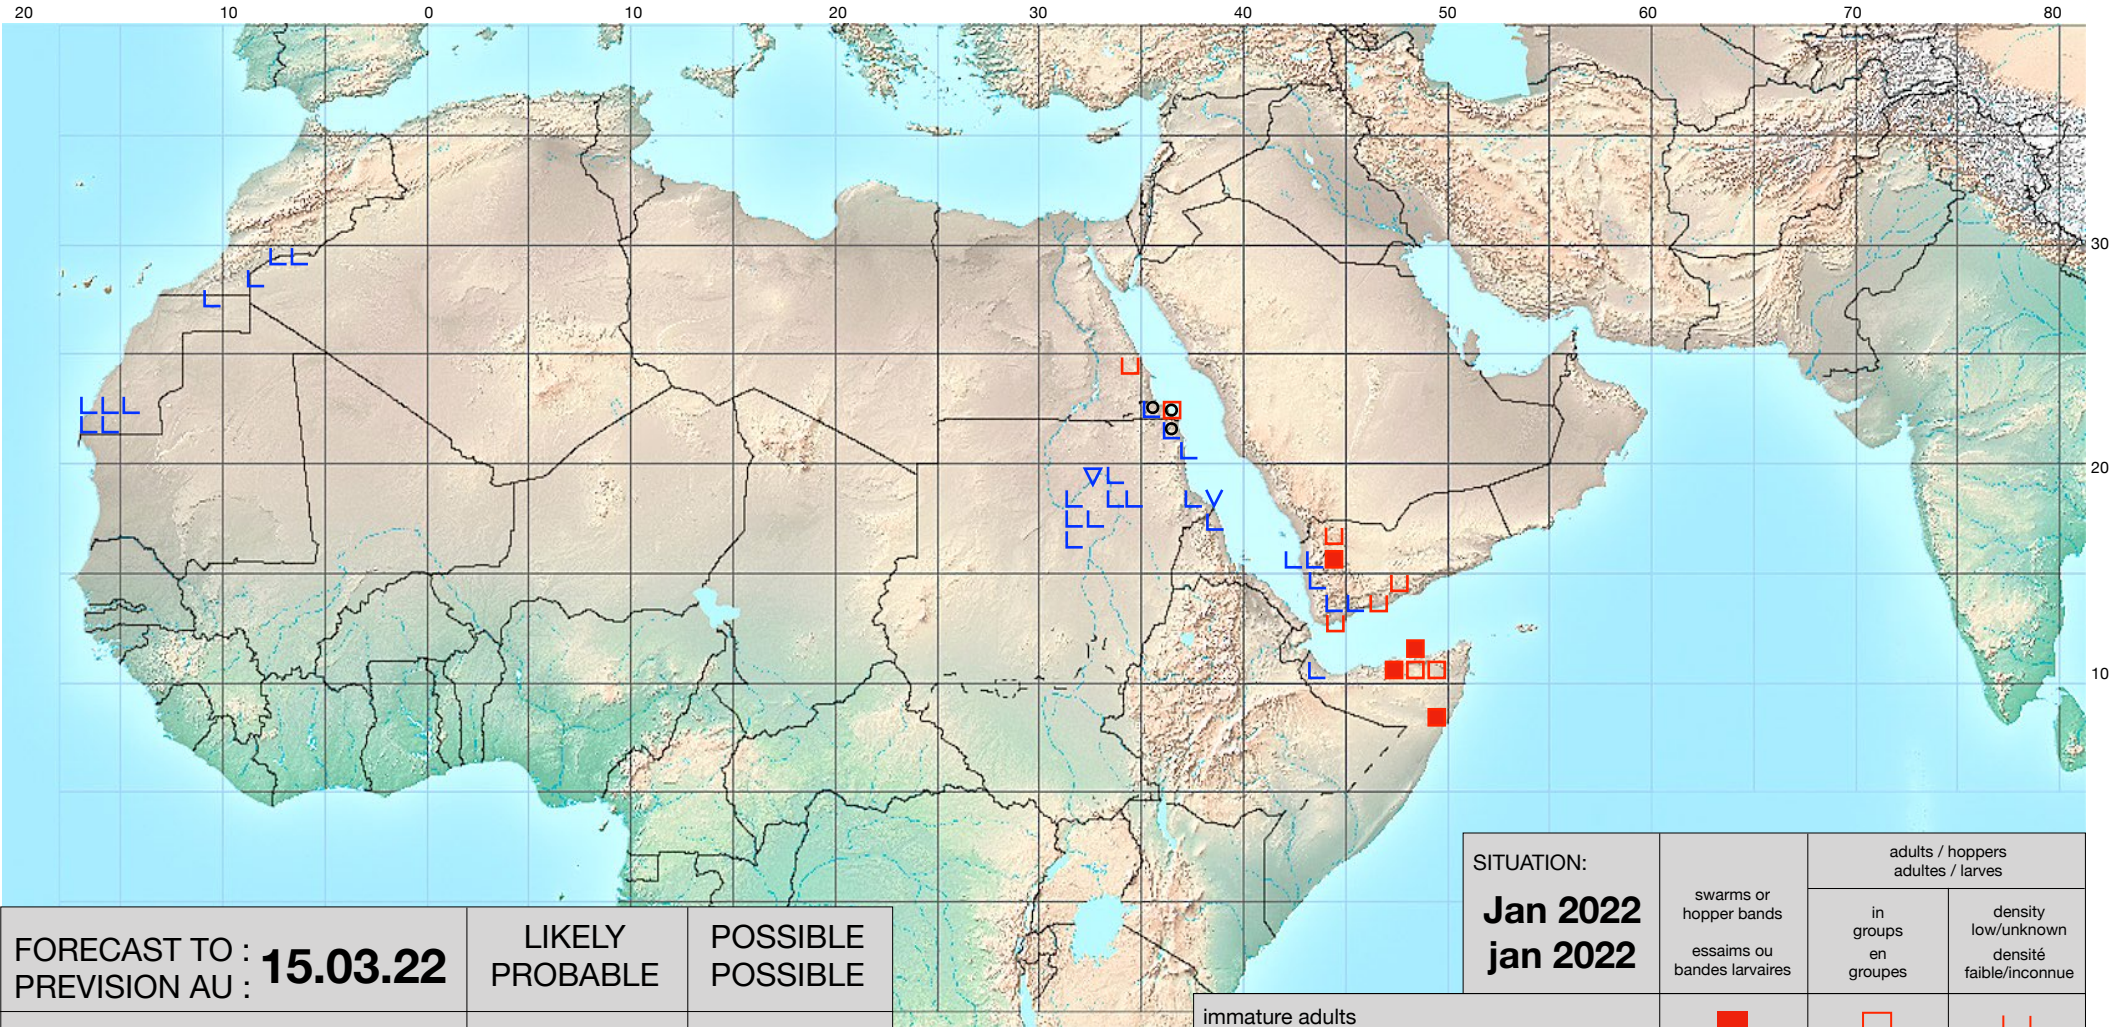 20 10 0 10 20 30 40 50 60 70 80
30
20
10
SITUATION:
Jan 2022
jan 2022
swarms or
hopper bands
essaims ou
bandes larvaires
adults / hoppers
adultes / larves
in
groups
en
groupes
density
low/unknown
densité
faible/inconnue
FORECAST TO :
PREVISION AU :
15.03.22
LIKELY
PROBABLE
POSSIBLE
POSSIBLE
immature adults